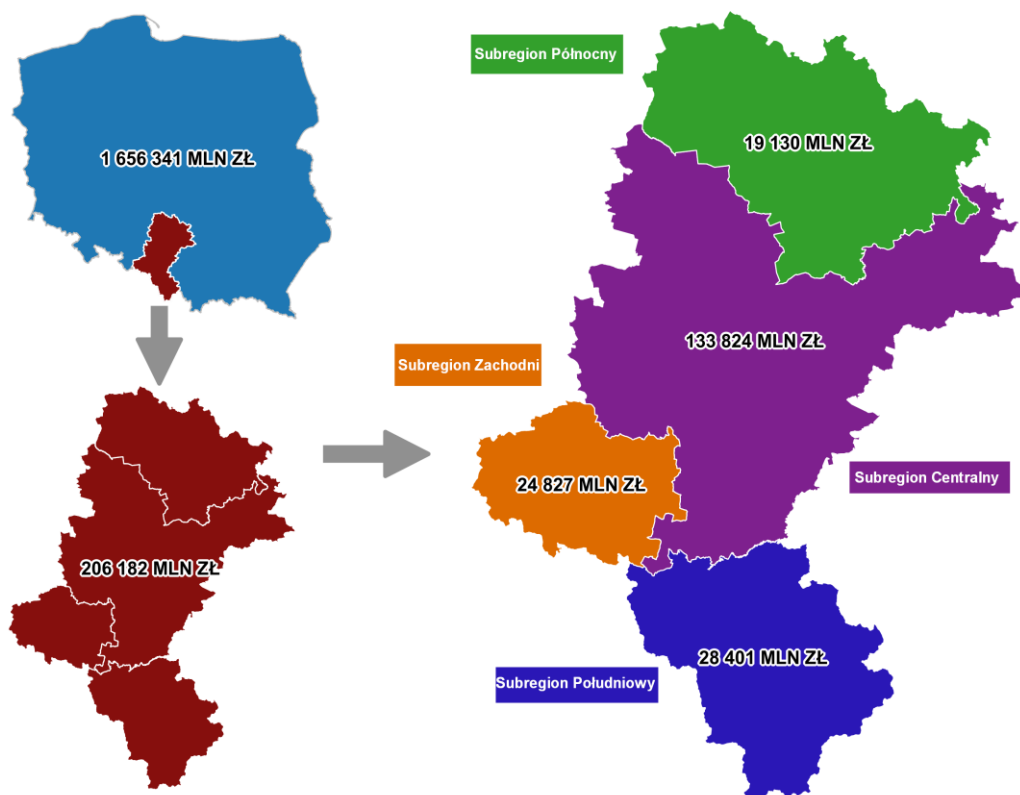 1 656 341 MLN ZŁ
206 182 MLN ZŁ
Subregion Północny
19 130 MLN ZŁ
133 824 MLN ZŁ
Subregion Zachodni
24 827 MLN ZŁ
Subregion Centralny
28 401 MLN ZŁ
Subregion Południowy